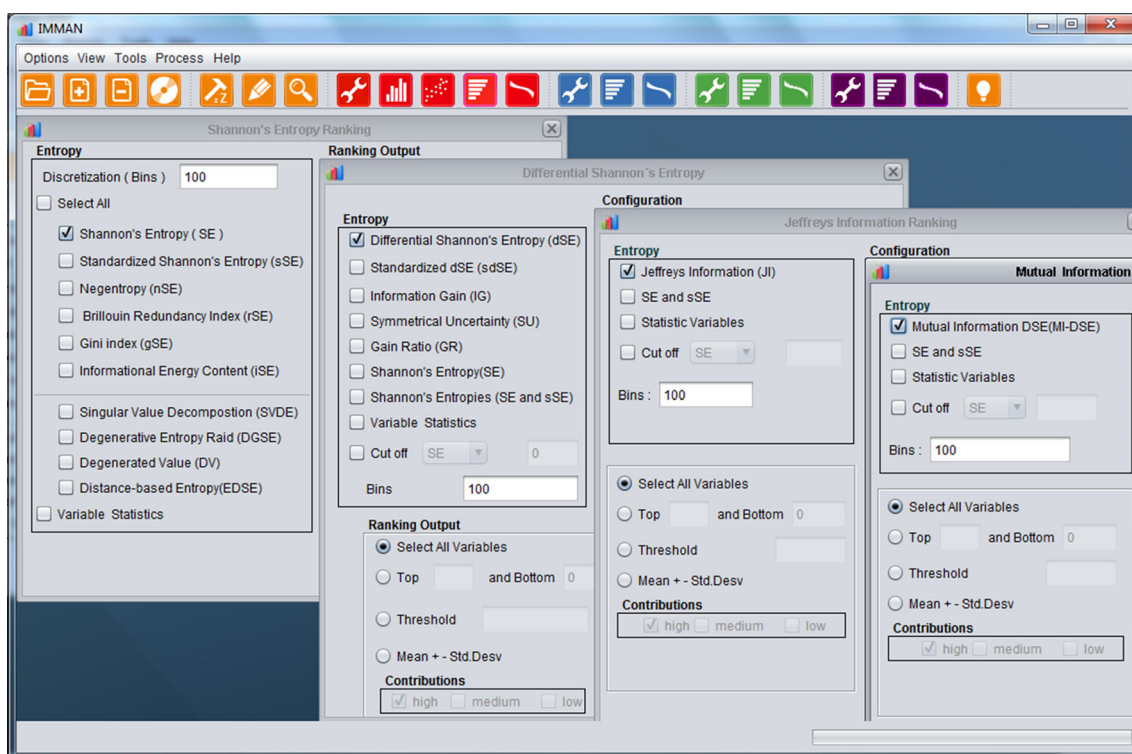 IMMAN
Options View Tools Process Help
Shannon's Entropy Ranking
Entropy
Ranking Output
Discretization ( Bins ) 100
Select All
Shannon's Entropy ( SE )
Standardized Shannon's Entropy (sSE)
Negentropy (nSE)
Brillouin Redundancy Index (rSE)
Gini index (gSE)
Informational Energy Content (iSE)
Singular Value Decompostion (SVDE)
Degenerative Entropy Raid (DGSE)
Degenerated Value (DV)
Distance-based Entropy(EDSE)
Variable Statistics
Differential Shannon´s Entropy
Configuration
Entropy
Differential Shannon's Entropy (dSE)
Standardized dSE (sdSE)
Information Gain (IG)
Symmetrical Uncertainty (SU)
Gain Ratio (GR)
Shannon's Entropy(SE)
Shannon's Entropies (SE and sSE)
Variable Statistics
Cut off SE 0
Bins 100
Ranking Output
Select All Variables
Top and Bottom 0
Threshold
Mean + - Std.Desv
Contributions
high medium low
Jeffreys Information Ranking
Entropy
Configuration
Jeffreys Information (JI)
SE and sSE
Statistic Variables
Cut off SE
Bins : 100
Select All Variables
Top and Bottom 0
Threshold
Mean + - Std.Desv
Contributions
high medium low
Mutual Information
Entropy
Mutual Information DSE(MI-DSE)
SE and sSE
Statistic Variables
Cut off SE
Bins : 100
Select All Variables
Top and Bottom 0
Threshold
Mean + - Std.Desv
Contributions
high medium low